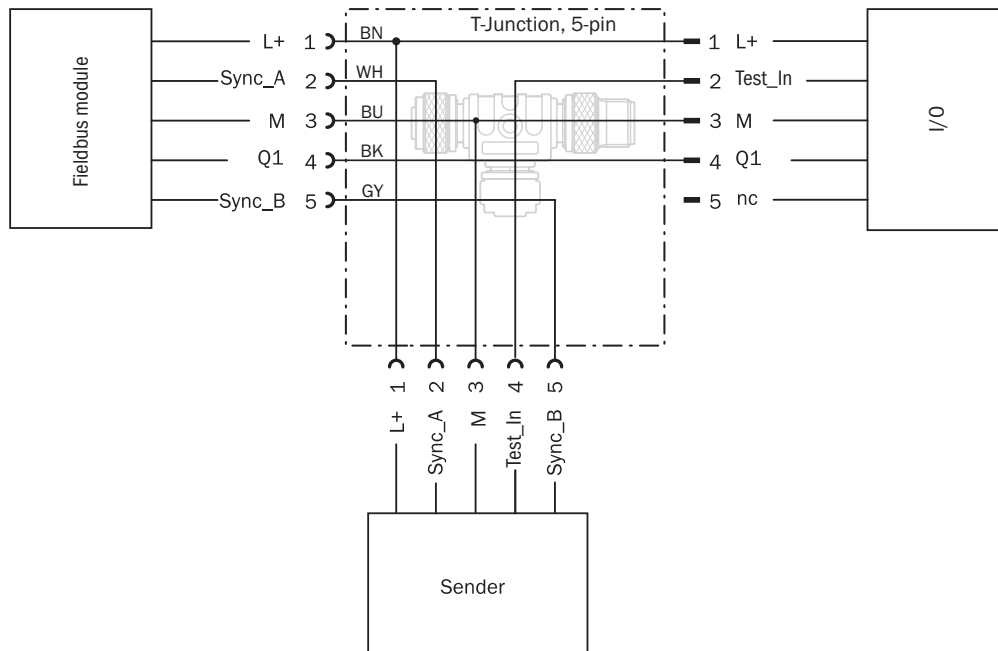 T-Junction, 5-pin
Fieldbus module
L+ 1 BN
Sync_A 2 WH
M 3 BU
Q1 4 BK
Sync_B 5 GY
1 L+
2 Test_In
3 M
4 Q1
5 nc
I/O
1 2 3 4 5
L+ Sync_A M Test_In Sync_B
Sender